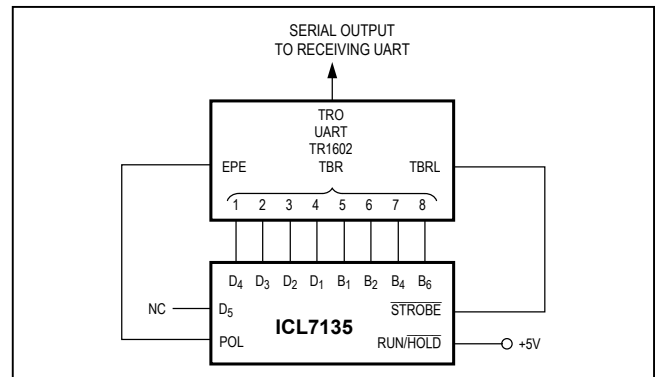 SERIAL OUTPUT
TO RECEIVING UART
TRO
UART
TR1602
EPE TBR TBRL
1 2 3 4 5 6 7 8
D4 D3 D2 D1 B1 B2 B4 B6
NC D5 STROBE
ICL7135
POL RUN/HOLD +5V